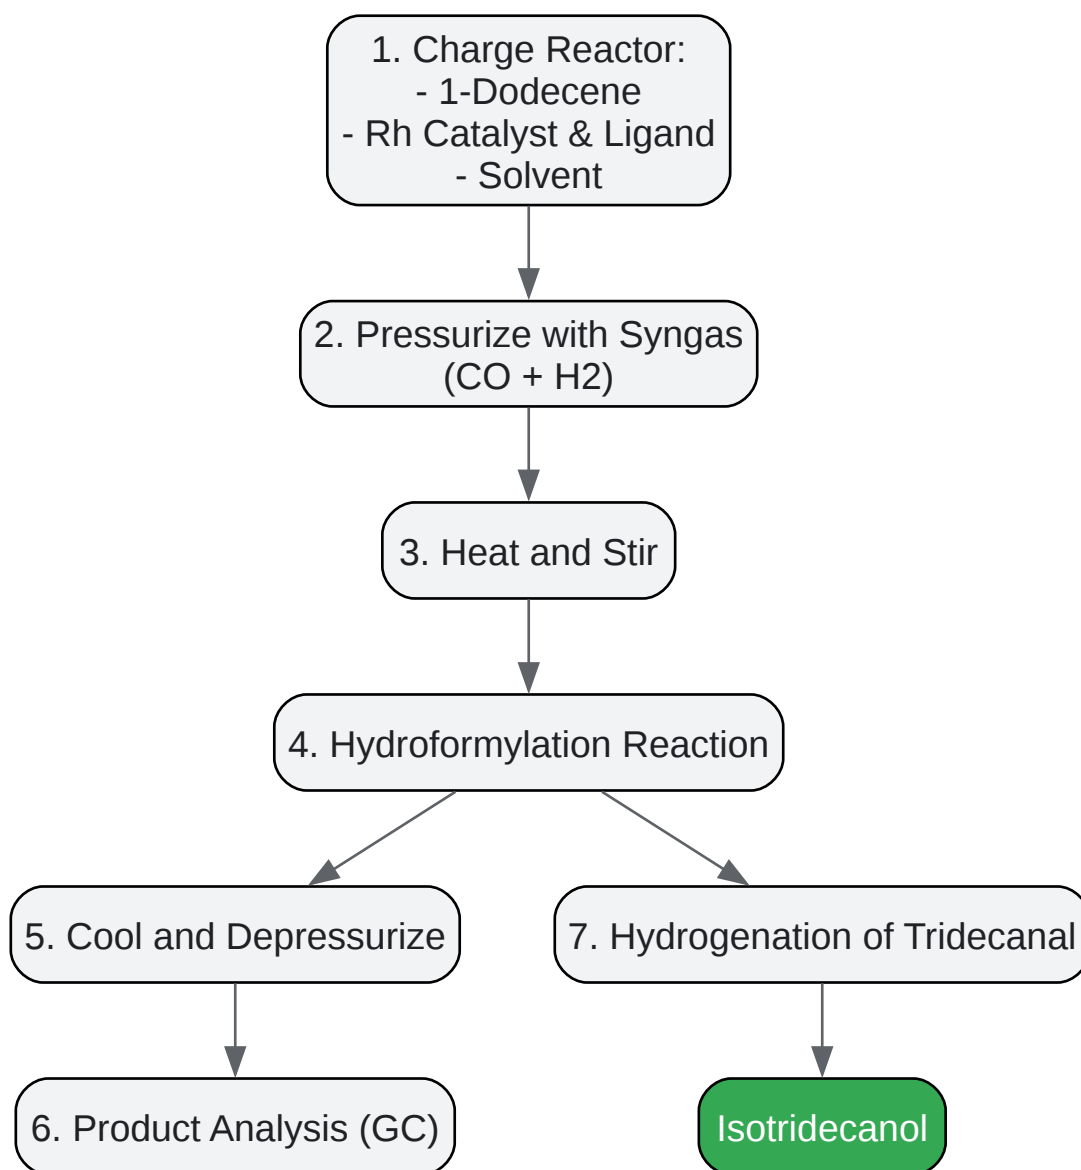 1. Charge Reactor:
- 1-Dodecene
- Rh Catalyst & Ligand
- Solvent
2. Pressurize with Syngas
(CO + H2)
3. Heat and Stir
4. Hydroformylation Reaction
5. Cool and Depressurize
7. Hydrogenation of Tridecanal
6. Product Analysis (GC)
Isotridecanol